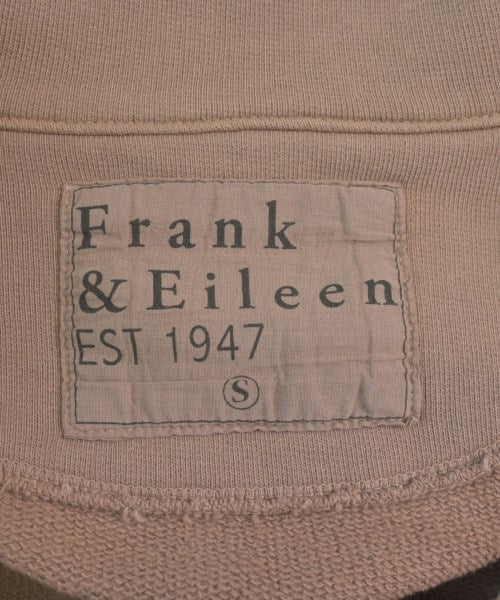 Frank
& Eileen
EST 1947
S